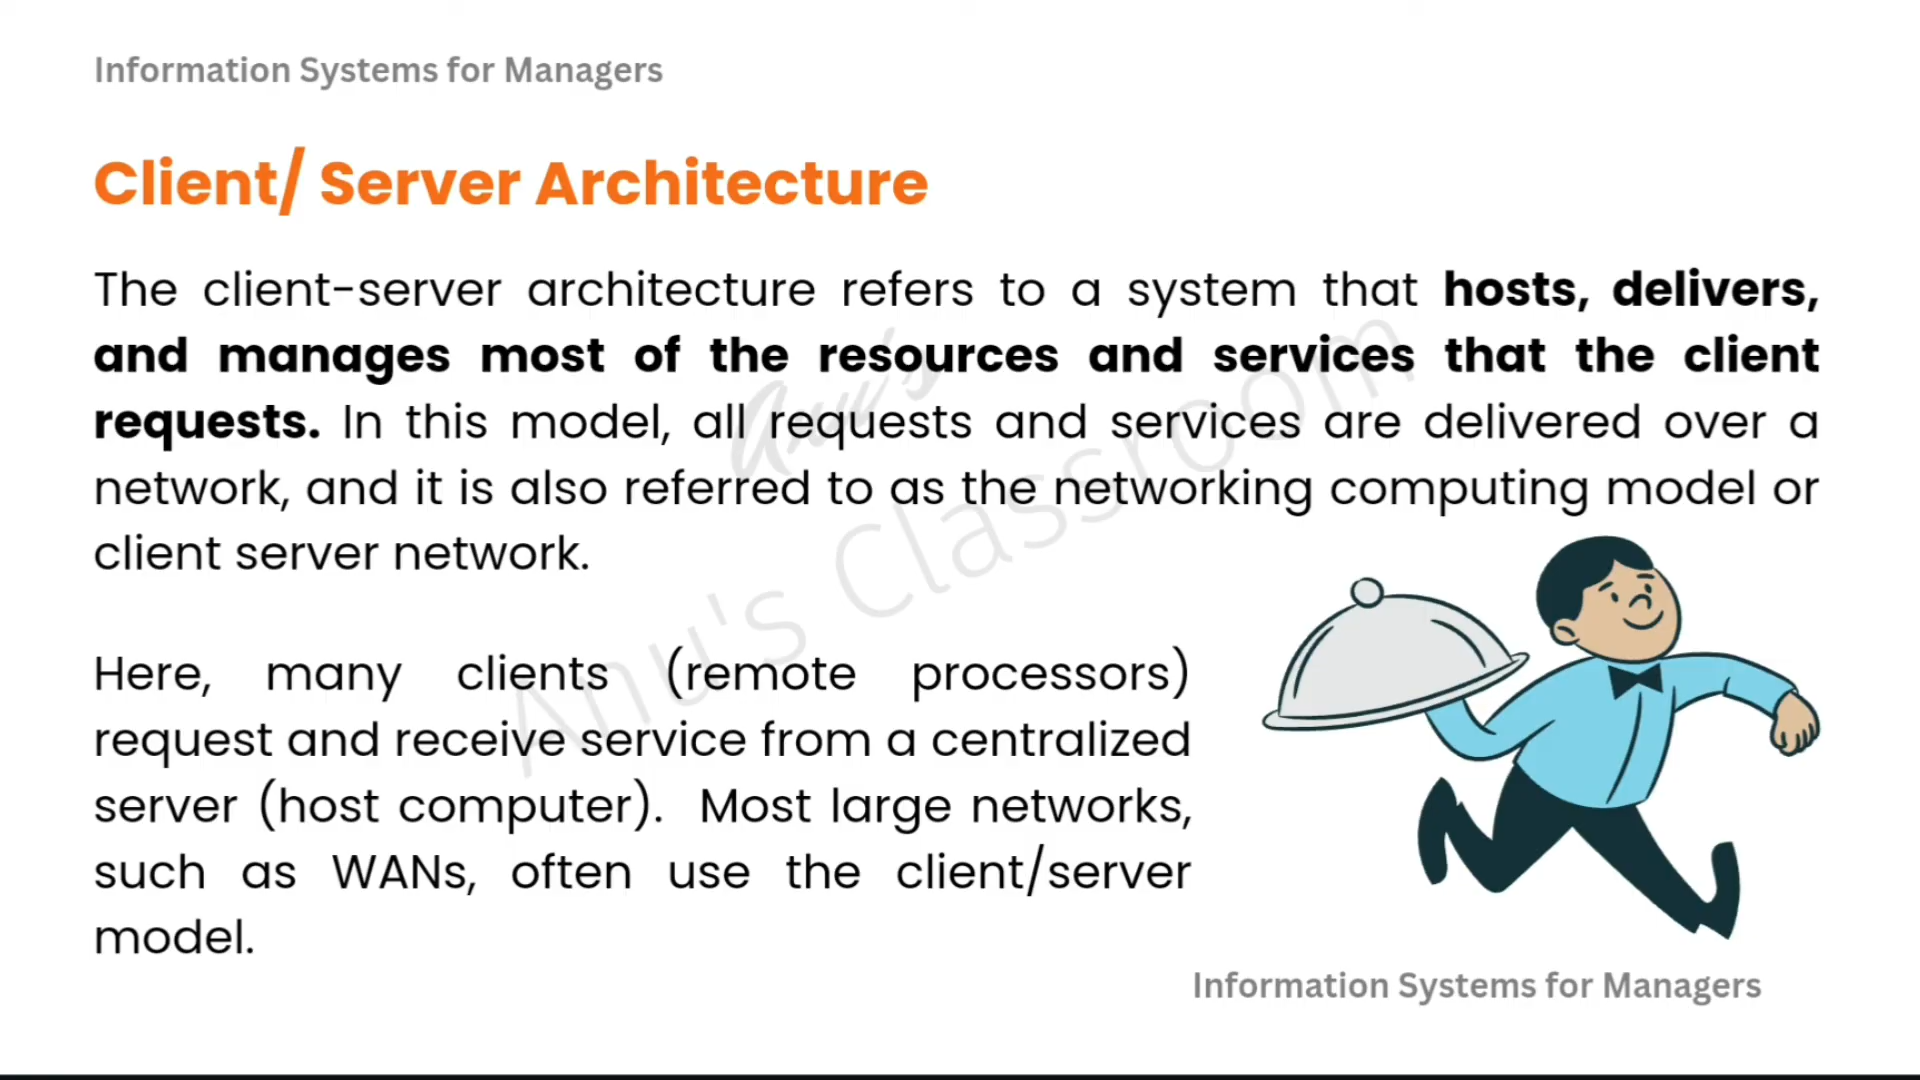 Information Systems for Managers
Client/ Server Architecture
The client-server architecture refers to a system that hosts, delivers,
and manages most of the resources and services that the client
requests. In this model, all requests and services are delivered over a
network, and it is also referred to as the networking computing model or
client server network.
Here, many clients (remote processors)
request and receive service from a centralized
server (host computer).  Most large networks,
such as WANs, often use the client/server
model.
Information Systems for Managers
Anu's
Anu's Classroom